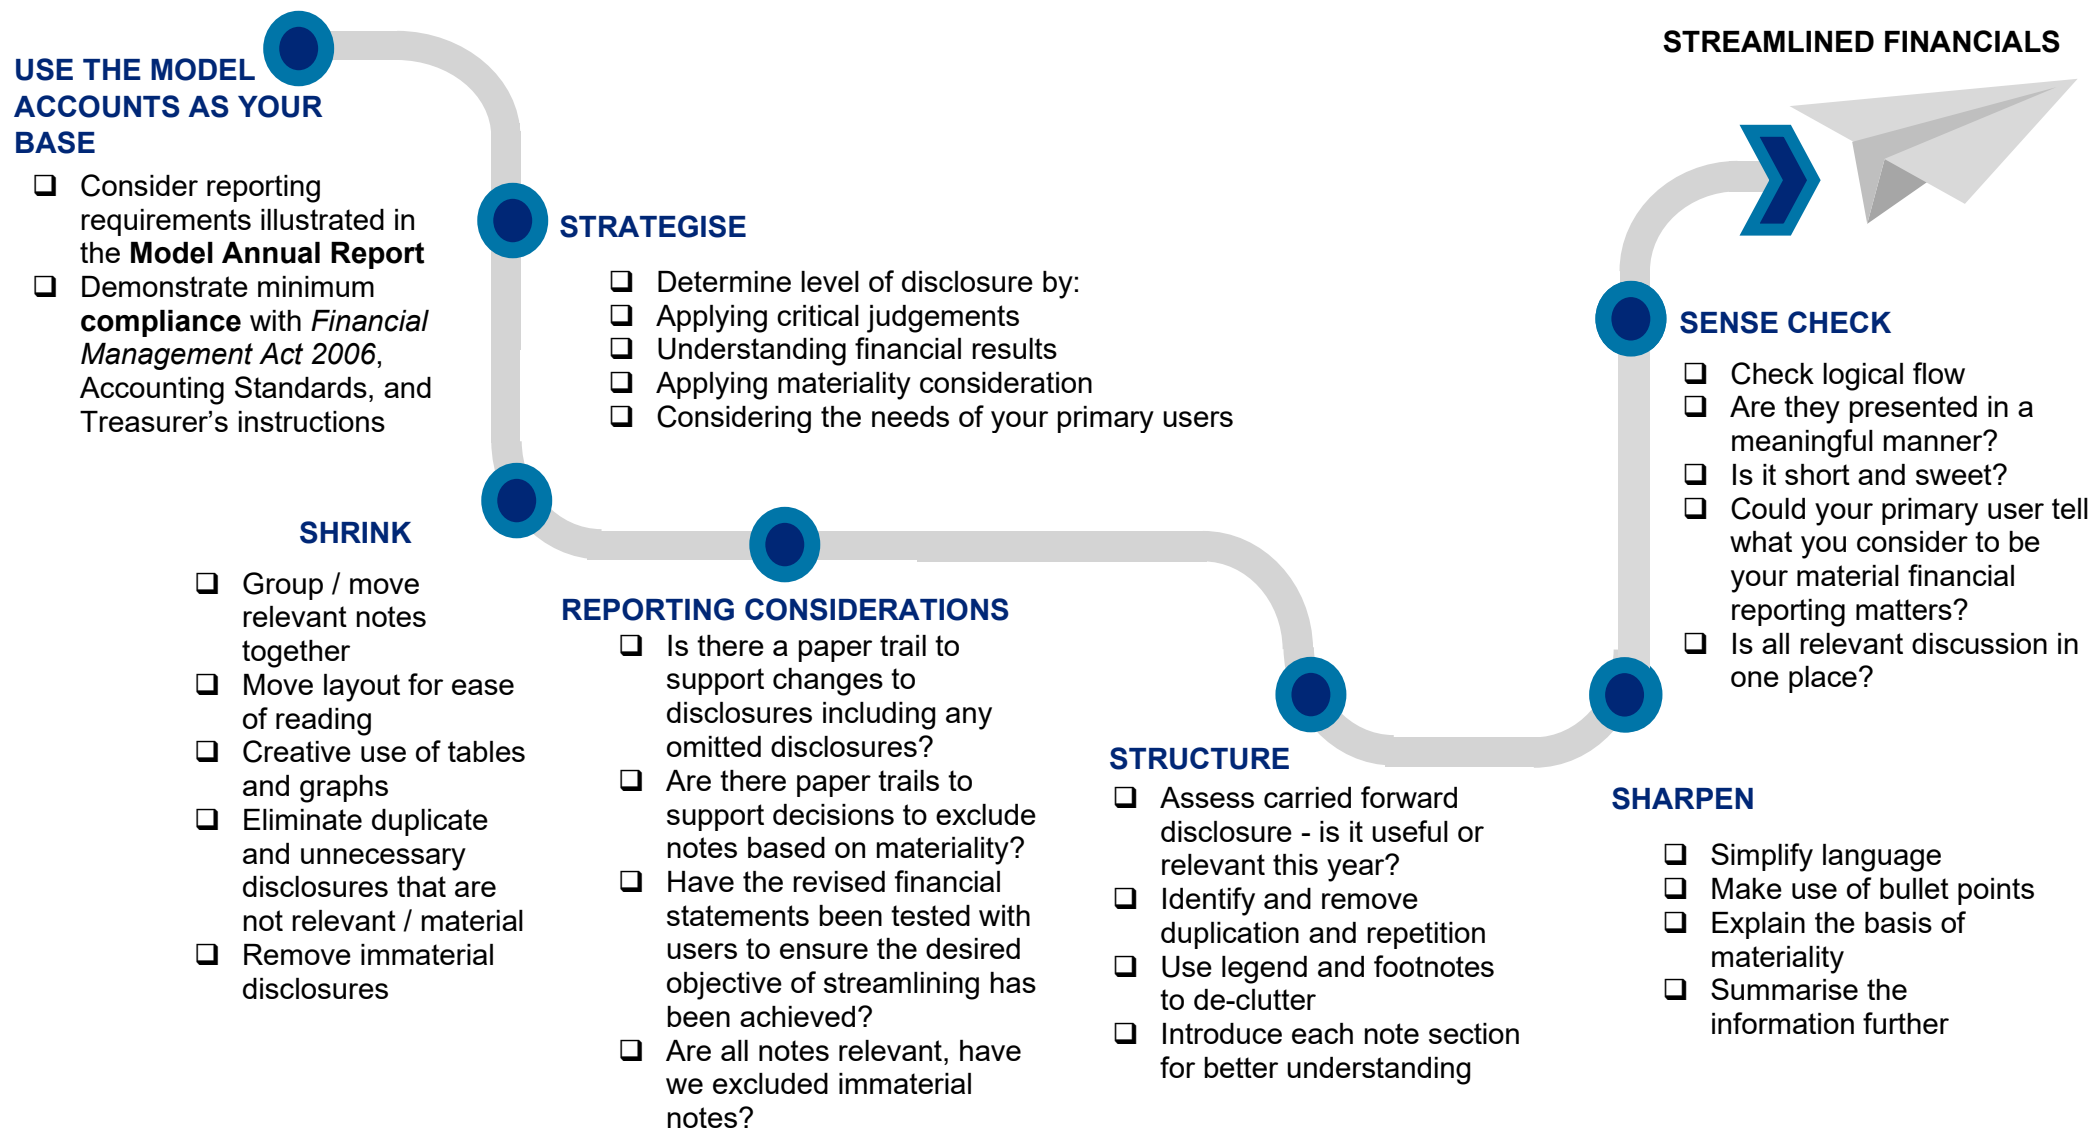 USE THE MODEL
ACCOUNTS AS YOUR
BASE
❑ Consider reporting
requirements illustrated in
the Model Annual Report
❑ Demonstrate minimum
compliance with Financial
Management Act 2006,
Accounting Standards, and
Treasurer’s instructions
STRATEGISE
❑ Determine level of disclosure by:
❑ Applying critical judgements
❑ Understanding financial results
❑ Applying materiality consideration
❑ Considering the needs of your primary users
SHRINK
❑ Group / move
relevant notes
together
❑ Move layout for ease
of reading
❑ Creative use of tables
and graphs
❑ Eliminate duplicate
and unnecessary
disclosures that are
not relevant / material
❑ Remove immaterial
disclosures
REPORTING CONSIDERATIONS
❑ Is there a paper trail to
support changes to
disclosures including any
omitted disclosures?
❑ Are there paper trails to
support decisions to exclude
notes based on materiality?
❑ Have the revised financial
statements been tested with
users to ensure the desired
objective of streamlining has
been achieved?
❑ Are all notes relevant, have
we excluded immaterial
notes?
STRUCTURE
❑ Assess carried forward
disclosure - is it useful or
relevant this year?
❑ Identify and remove
duplication and repetition
❑ Use legend and footnotes
to de-clutter
❑ Introduce each note section
for better understanding
SHARPEN
❑ Simplify language
❑ Make use of bullet points
❑ Explain the basis of
materiality
❑ Summarise the
information further
SENSE CHECK
❑ Check logical flow
❑ Are they presented in a
meaningful manner?
❑ Is it short and sweet?
❑ Could your primary user tell
what you consider to be
your material financial
reporting matters?
❑ Is all relevant discussion in
one place?
STREAMLINED FINANCIALS